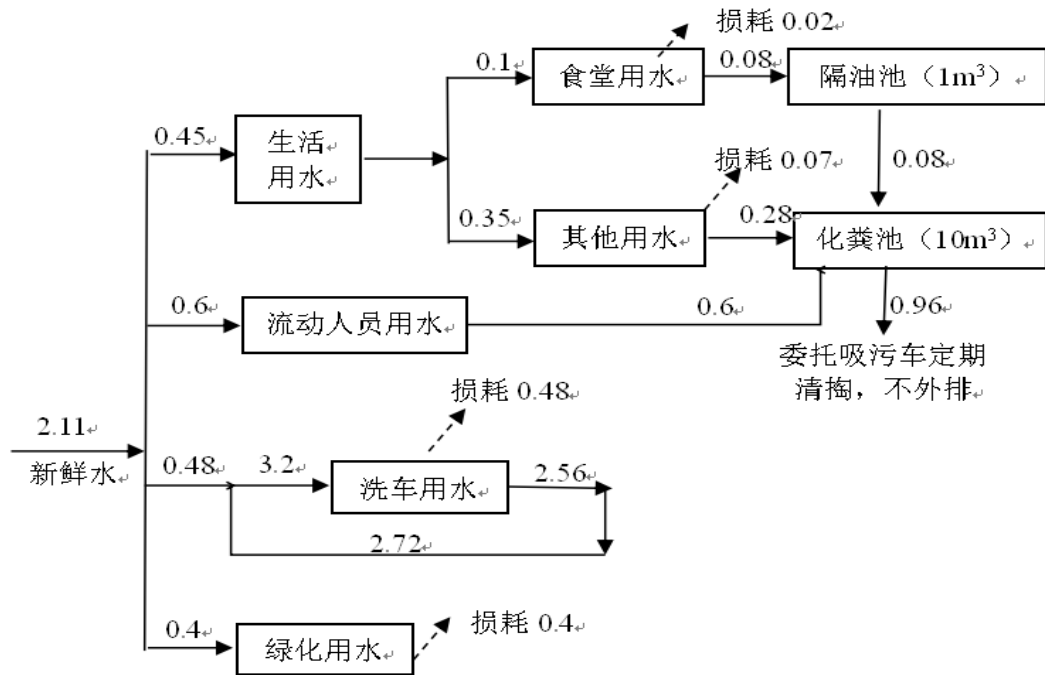 损耗 0.02
0.1
食堂用水
0.08
隔油池（1m³）
0.45
生活
用水
损耗 0.07
0.08
0.35
其他用水
0.28
化粪池（10m³）
0.6
流动人员用水
0.6
0.96
委托吸污车定期
清掏，不外排
损耗 0.48
2.11
新鲜水
0.48
3.2
洗车用水
2.56
2.72
0.4
绿化用水
损耗 0.4